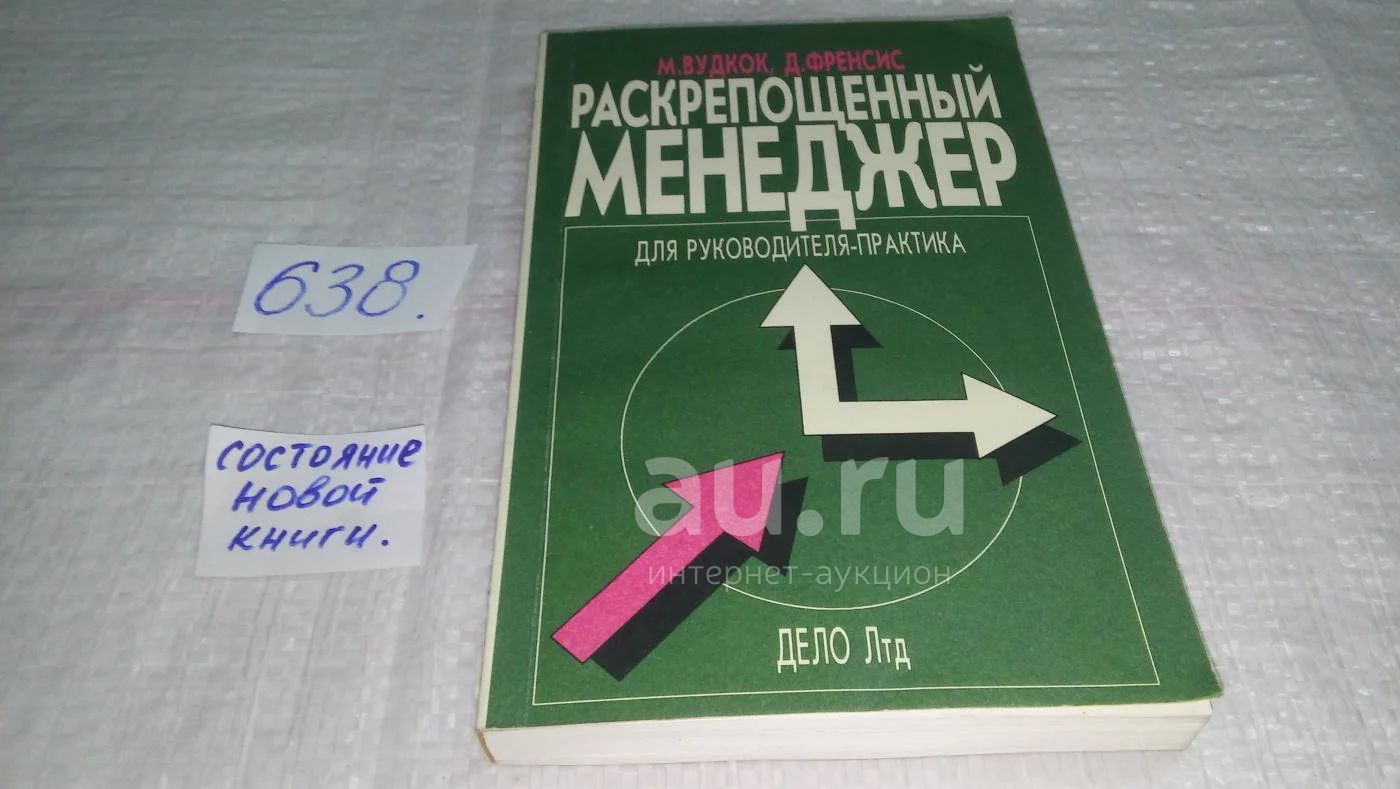 М.ВУДКОК, Д.ФРЕНСИС
РАСКРЕПОЩЕННЫЙ
МЕНЕДЖЕР
ДЛЯ РУКОВОДИТЕЛЯ-ПРАКТИКА
638.
состояние
новой
книги.
au.ru
интернет-аукцион
ДЕЛО Лтд